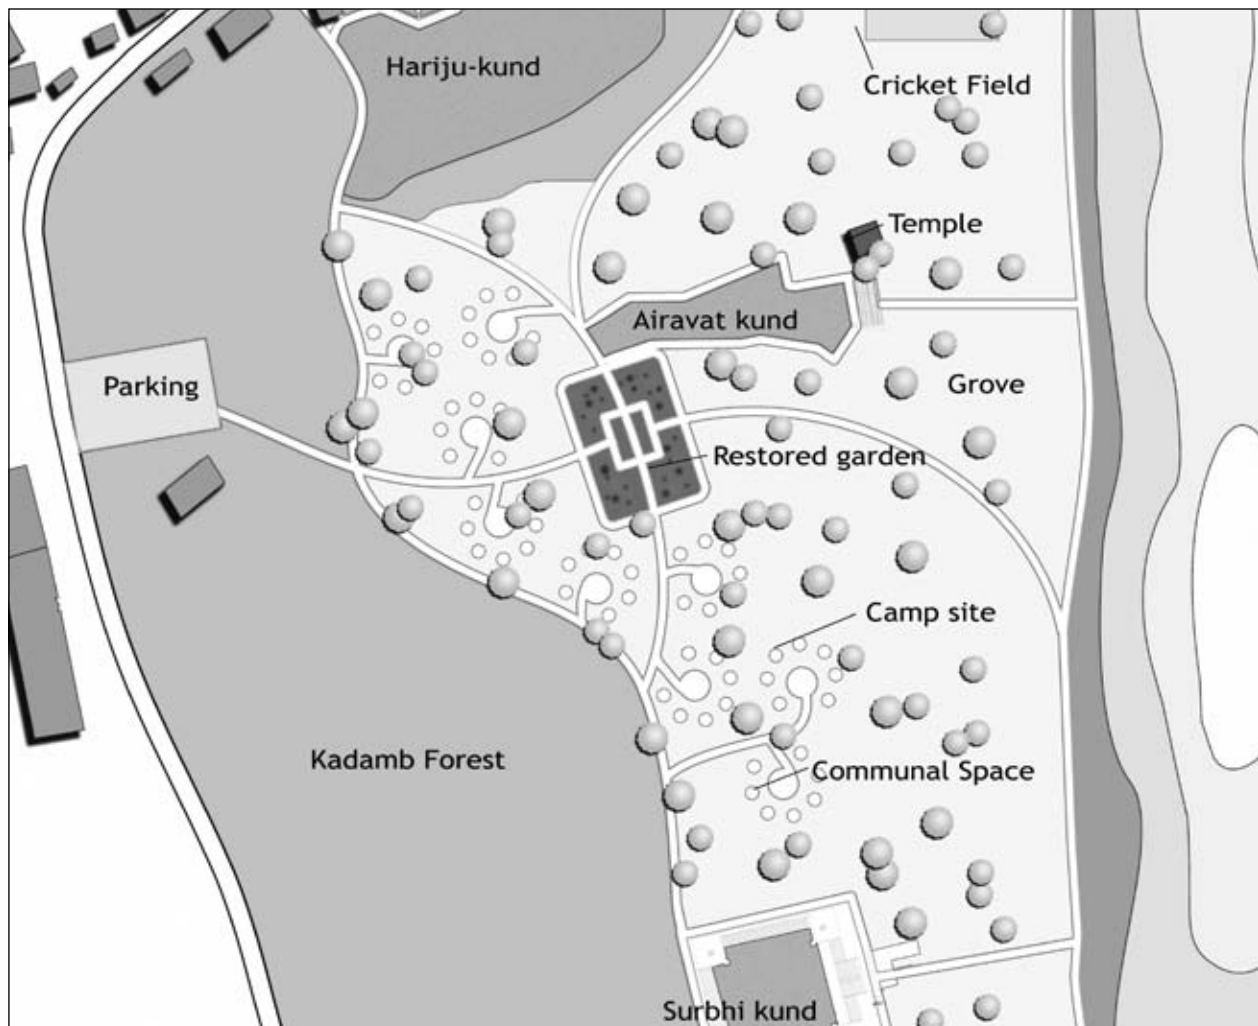 Hariju-kund
Cricket Field
Temple
Airavat kund
Parking
Grove
Restored garden
Camp site
Kadamb Forest
Communal Space
Surbhi kund